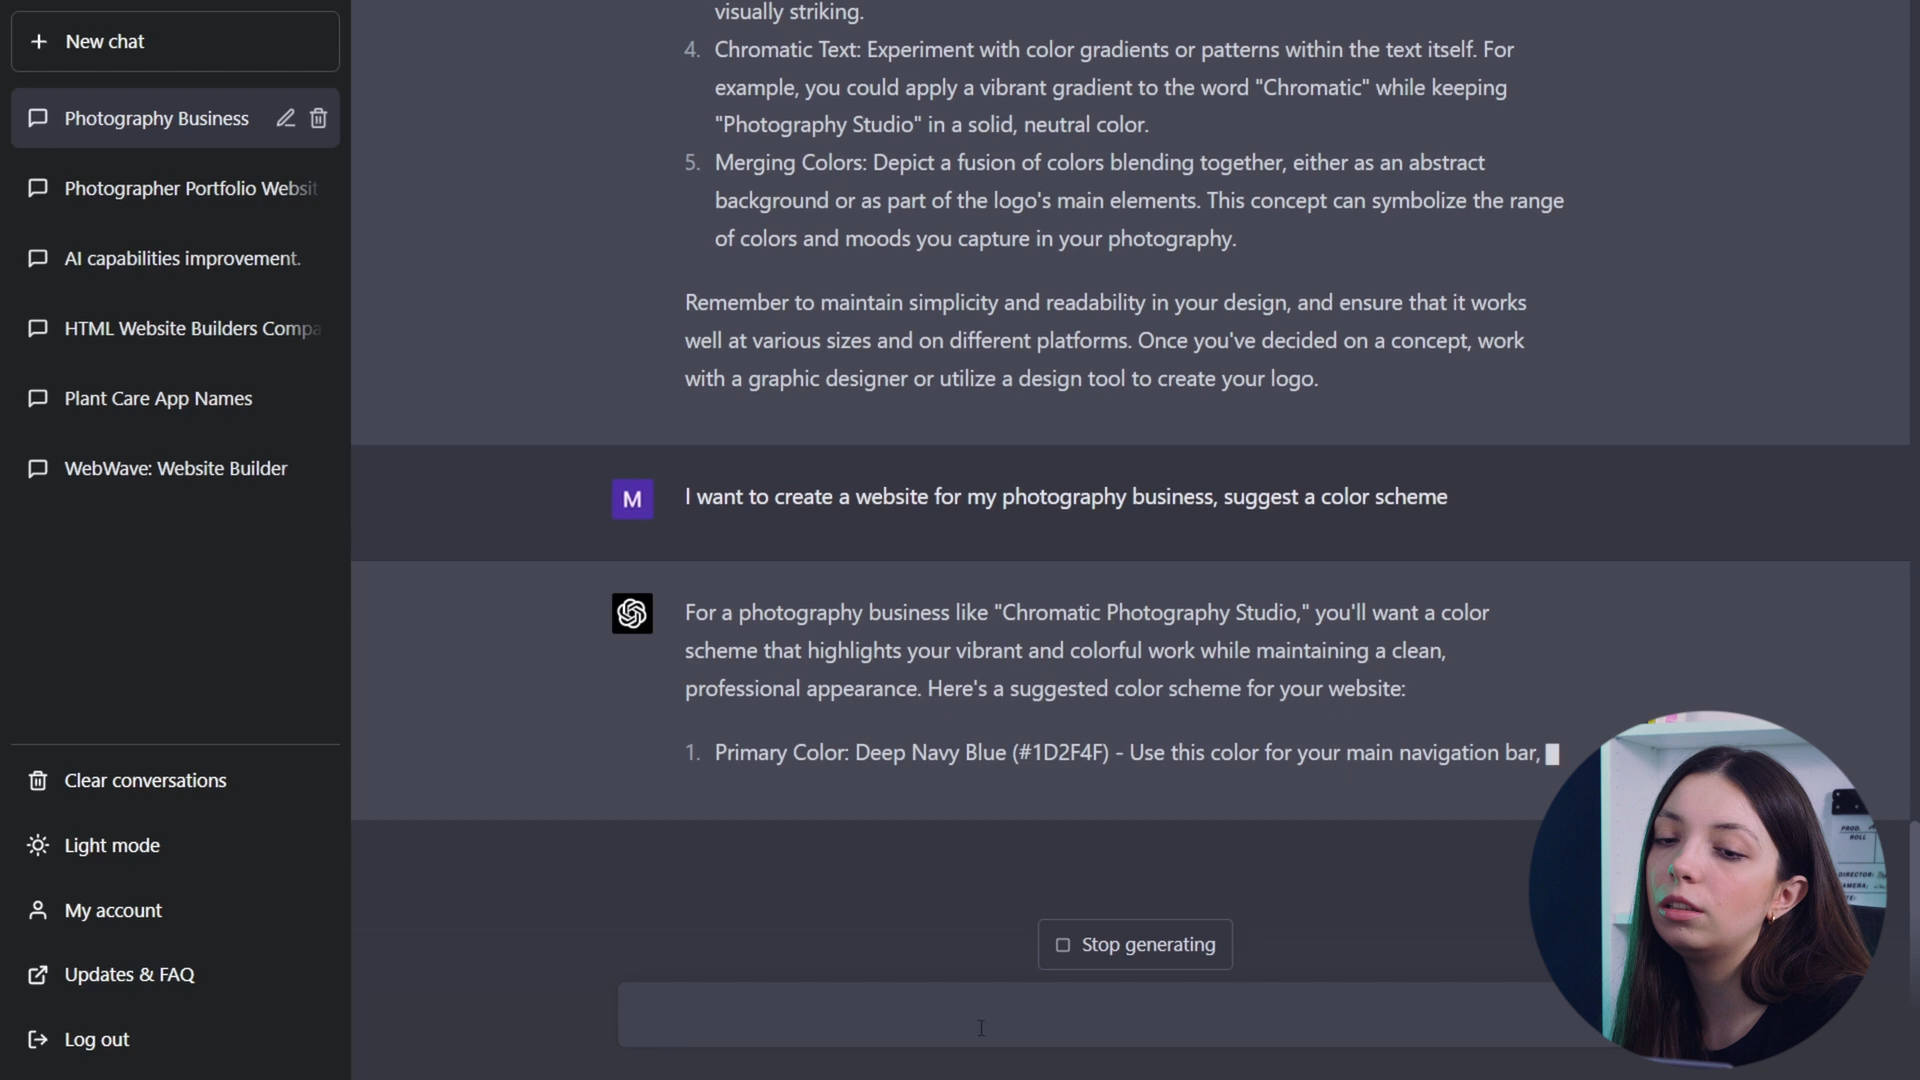 New chat
Photography Business
Photographer Portfolio Websit
AI capabilities improvement.
HTML Website Builders Compa
Plant Care App Names
WebWave: Website Builder
Clear conversations
Light mode
My account
Updates & FAQ
Log out
visually striking.
4. Chromatic Text: Experiment with color gradients or patterns within the text itself. For
example, you could apply a vibrant gradient to the word "Chromatic" while keeping
"Photography Studio" in a solid, neutral color.
5. Merging Colors: Depict a fusion of colors blending together, either as an abstract
background or as part of the logo's main elements. This concept can symbolize the range
of colors and moods you capture in your photography.
Remember to maintain simplicity and readability in your design, and ensure that it works
well at various sizes and on different platforms. Once you've decided on a concept, work
with a graphic designer or utilize a design tool to create your logo.
M
I want to create a website for my photography business, suggest a color scheme
For a photography business like "Chromatic Photography Studio," you'll want a color
scheme that highlights your vibrant and colorful work while maintaining a clean,
professional appearance. Here's a suggested color scheme for your website:
1. Primary Color: Deep Navy Blue (#1D2F4F) - Use this color for your main navigation bar,
Stop generating
PROD.
ROLL
DIRECTOR: